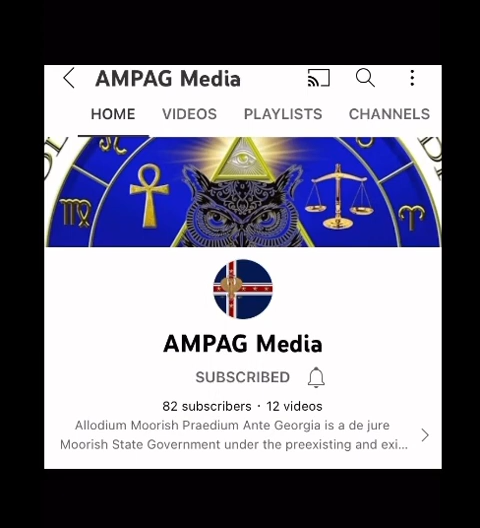 AMPAG Media
HOME VIDEOS PLAYLISTS CHANNELS
AMPAG Media
SUBSCRIBED
82 subscribers · 12 videos
Allodium Moorish Praedium Ante Georgia is a de jure
Moorish State Government under the preexisting and exi...